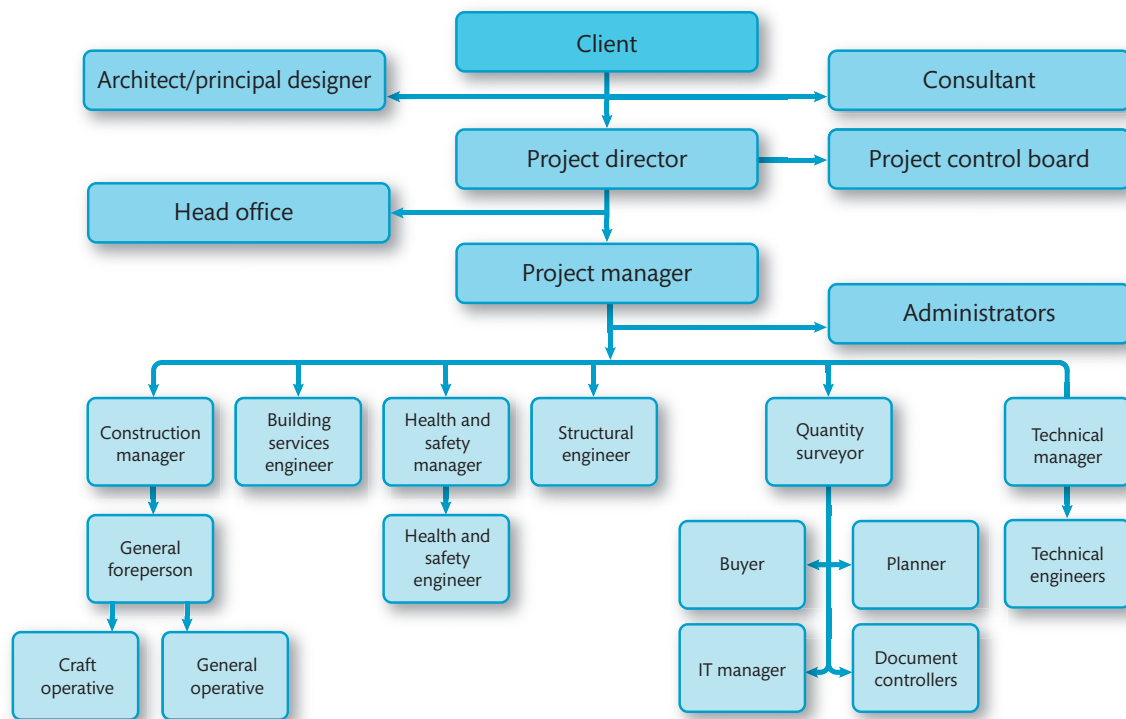 Client
Architect/principal designer
Consultant
Project director
Project control board
Head office
Project manager
Administrators
Construction
manager
Building
services
engineer
Health and
safety
manager
Structural
engineer
Quantity
surveyor
Technical
manager
General
foreperson
Health and
safety
engineer
Buyer
Planner
Technical
engineers
Craft
operative
General
operative
IT manager
Document
controllers